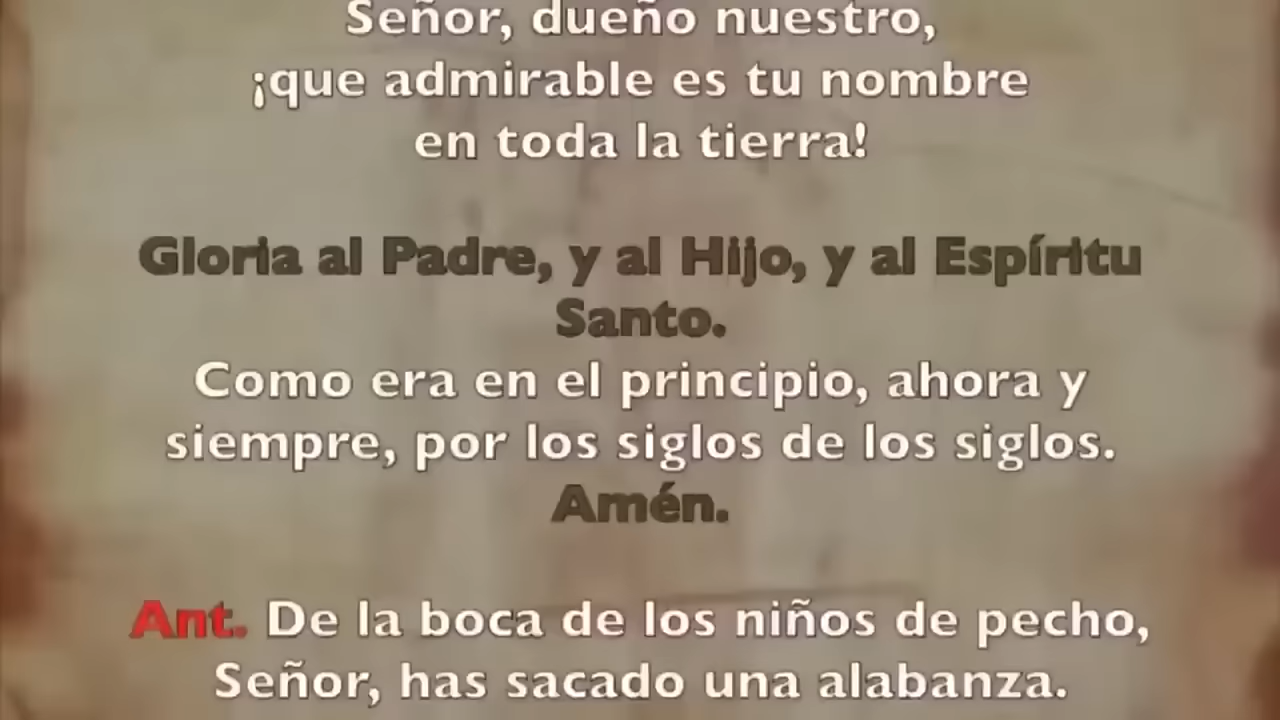 Señor, dueño nuestro,
¡que admirable es tu nombre
en toda la tierra!
Gloria al Padre, y al Hijo, y al Espíritu
Santo.
Como era en el principio, ahora y
siempre, por los siglos de los siglos.
Amén.
Ant. De la boca de los niños de pecho,
Señor, has sacado una alabanza.